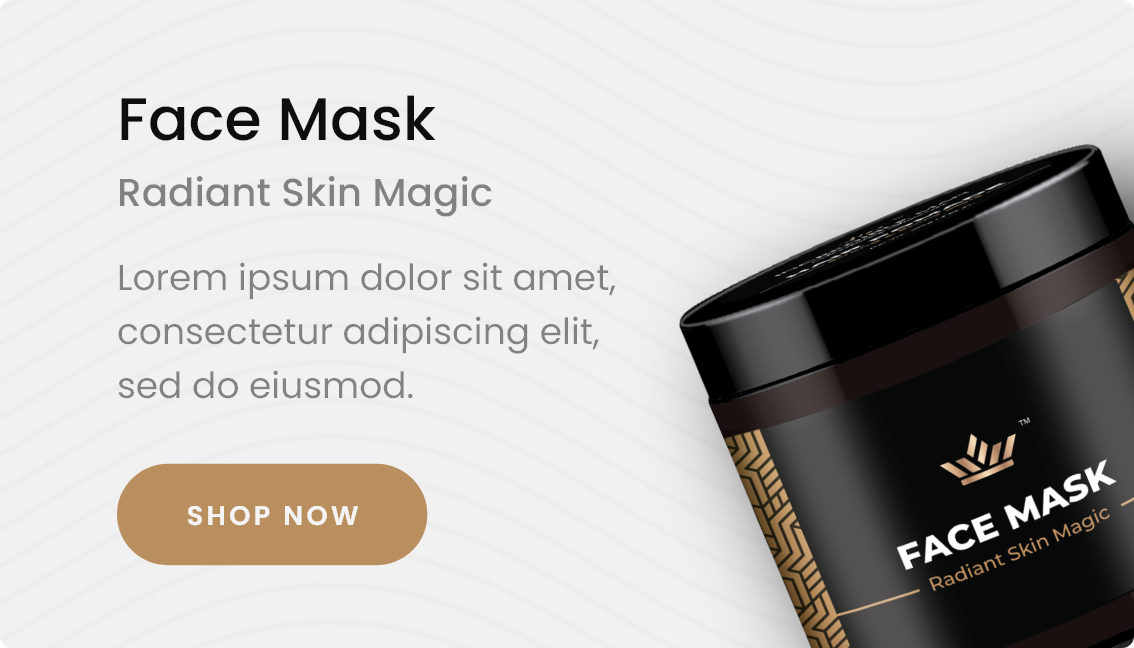 Face Mask
Radiant Skin Magic
Lorem ipsum dolor sit amet,
consectetur adipiscing elit,
sed do eiusmod.
SHOP NOW
TM
FACE MASK
Radiant Skin Magic